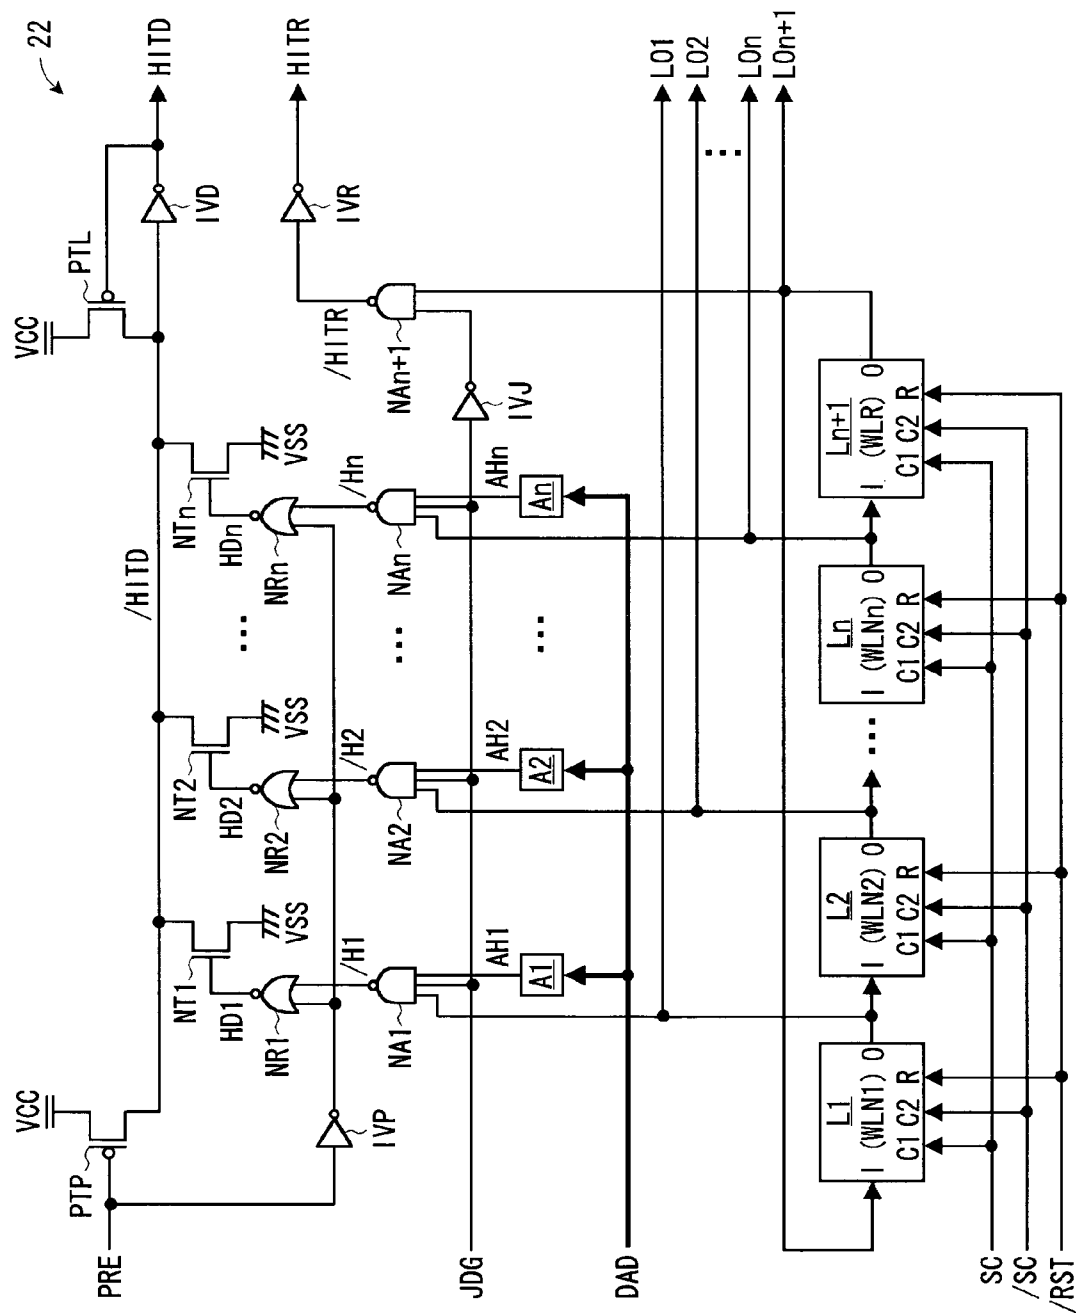 22
HITD
HITR
LO1
LO2
LOn
LOn+1
VCC
PTL
IVD
IVR
/HITD
/HITR
VCC
PTP
NT1
VSS
HD1
NR1
/H1
NA1
AH1
A1
NT2
VSS
HD2
NR2
/H2
NA2
AH2
A2
...
...
...
...
NTn
VSS
HDn
NRn
/Hn
NAn
AHn
An
NAn+1
IVJ
IVP
PRE
JDG
DAD
L1
I (WLN1) O
C1 C2 R
L2
I (WLN2) O
C1 C2 R
...
Ln
I (WLNn) O
C1 C2 R
Ln+1
I (WLR) O
C1 C2 R
SC
/SC
/RST